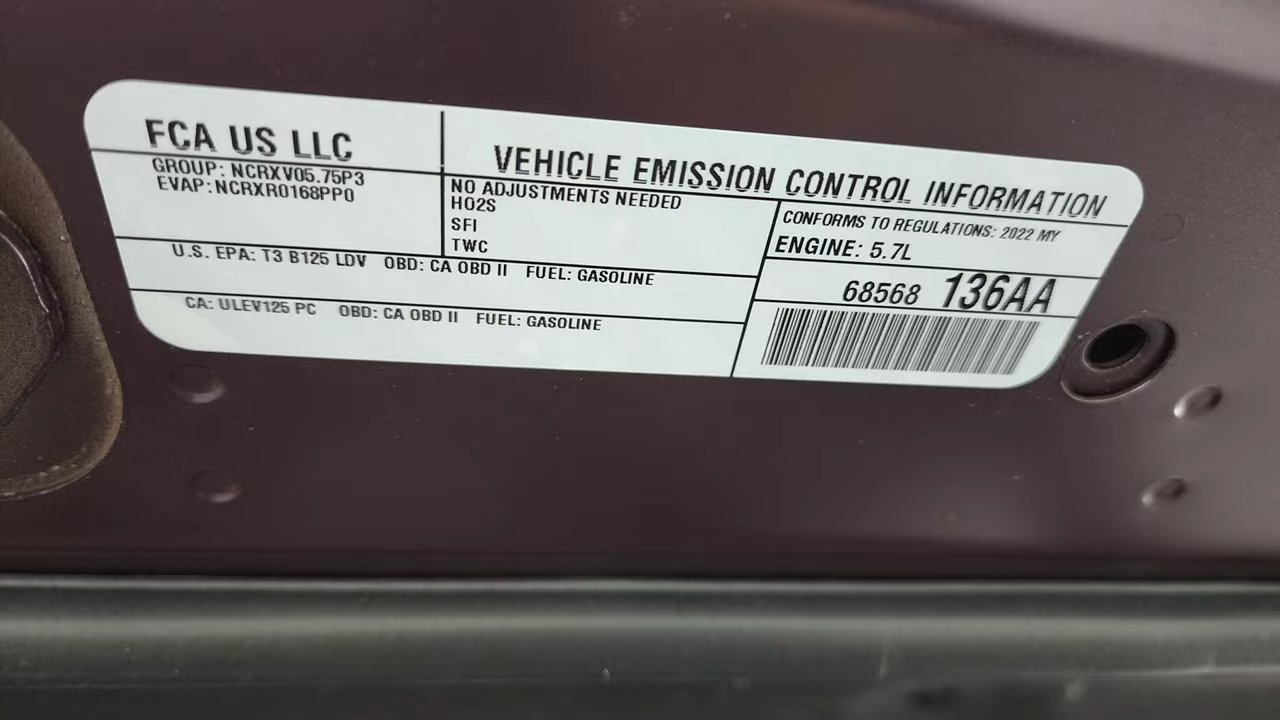 FCA US LLC
GROUP: NCRXV05.75P3
EVAP: NCRXR0168PP0
VEHICLE EMISSION CONTROL INFORMATION
NO ADJUSTMENTS NEEDED
HO2S
SFI
TWC
CONFORMS TO REGULATIONS: 2022 MY
ENGINE: 5.7L
U.S. EPA: T3 B125 LDV OBD: CA OBD II FUEL: GASOLINE
CA: ULEV125 PC OBD: CA OBD II FUEL: GASOLINE
68568 136AA